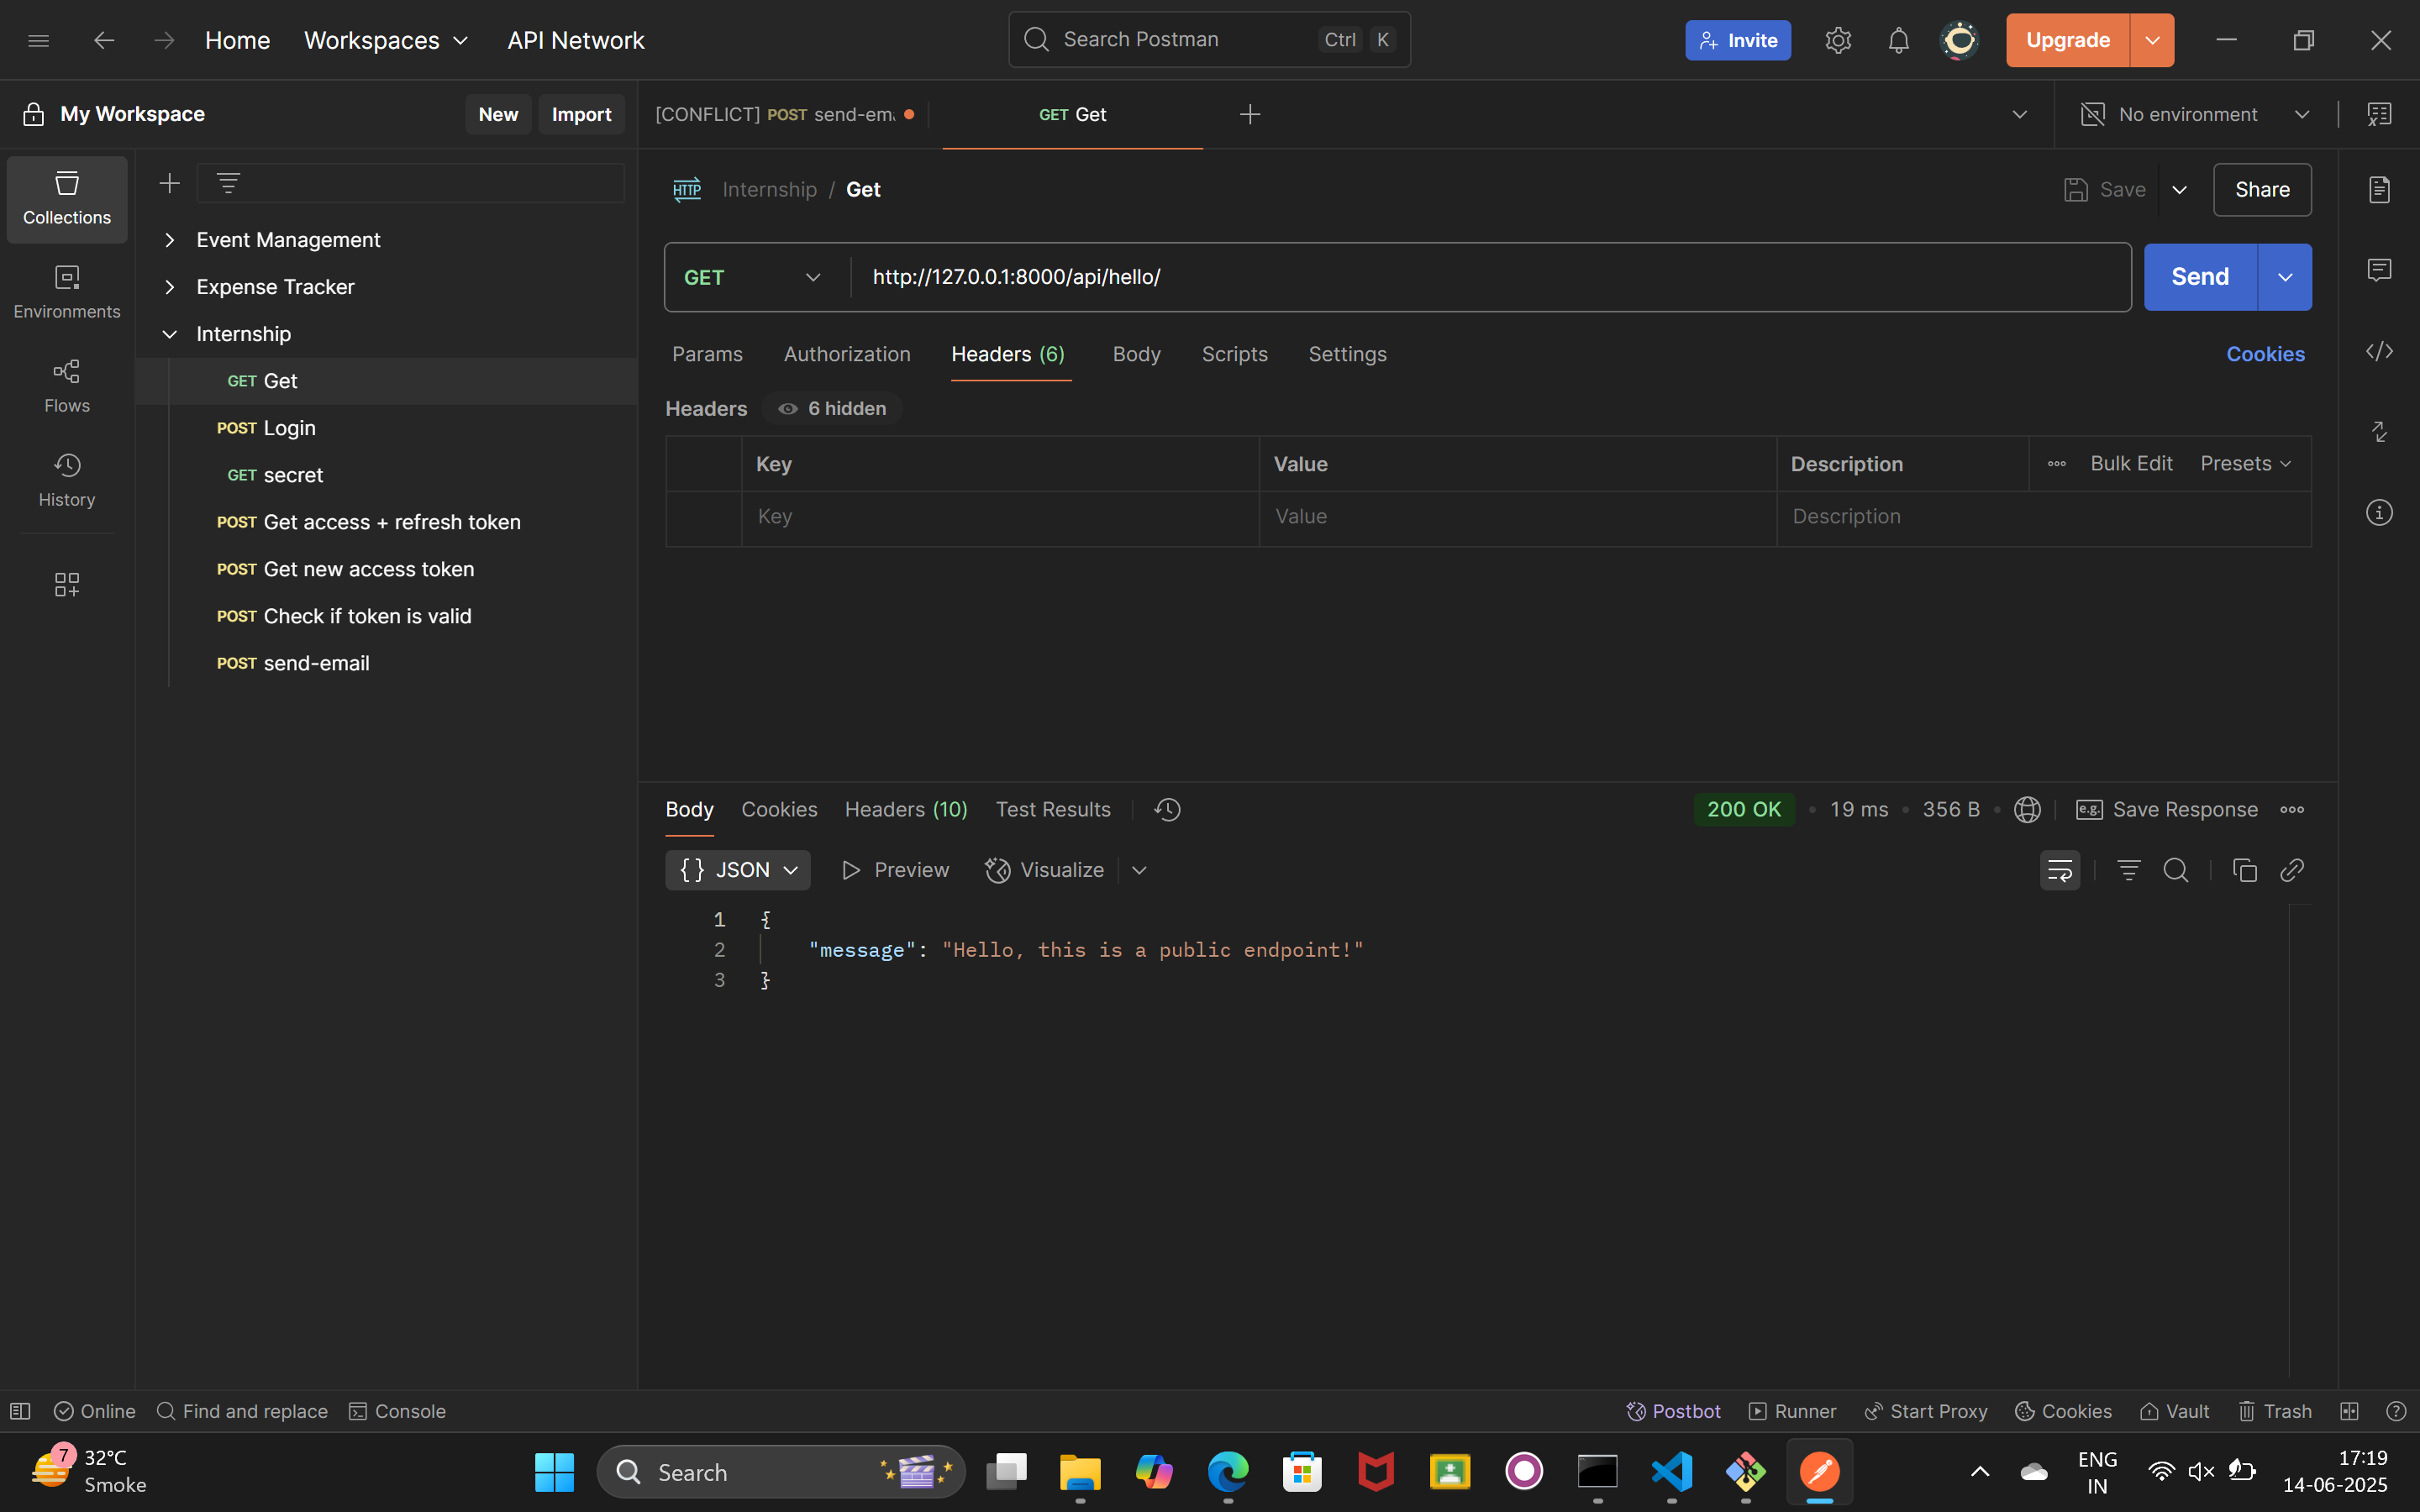 Home Workspaces API Network Search Postman Ctrl K Invite Upgrade
My Workspace New Import [CONFLICT] POST send-em GET Get No environment
Collections
Environments
Flows
History
Event Management
Expense Tracker
Internship
GET Get
POST Login
GET secret
POST Get access + refresh token
POST Get new access token
POST Check if token is valid
POST send-email
HTTP Internship / Get Save Share
GET http://127.0.0.1:8000/api/hello/ Send
Params Authorization Headers (6) Body Scripts Settings Cookies
Headers 6 hidden
Key Value Description Bulk Edit Presets
Key Value Description
Body Cookies Headers (10) Test Results 200 OK • 19 ms • 356 B • e.g. Save Response
{ } JSON Preview Visualize
1 {
2 "message": "Hello, this is a public endpoint!"
3 }
Online Find and replace Console Postbot Runner Start Proxy Cookies Vault Trash
7 32°C Search ENG 17:19
Smoke IN 14-06-2025